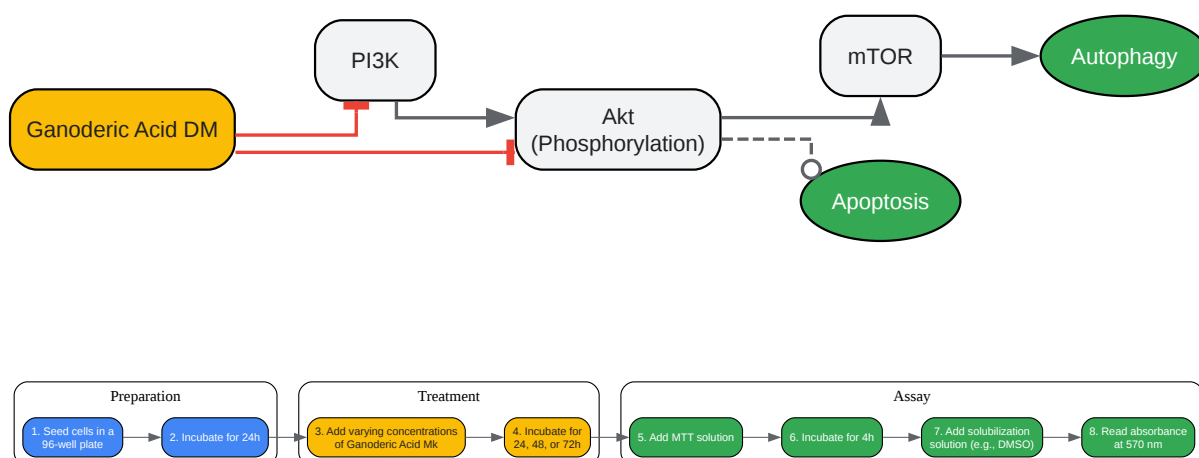 PI3K
mTOR
Autophagy
Ganoderic Acid DM
Akt
(Phosphorylation)
Apoptosis
Preparation
Treatment
Assay
1. Seed cells in a
96-well plate
2. Incubate for 24h
3. Add varying concentrations
of Ganoderic Acid Mk
4. Incubate for
24, 48, or 72h
5. Add MTT solution
6. Incubate for 4h
7. Add solubilization
solution (e.g., DMSO)
8. Read absorbance
at 570 nm